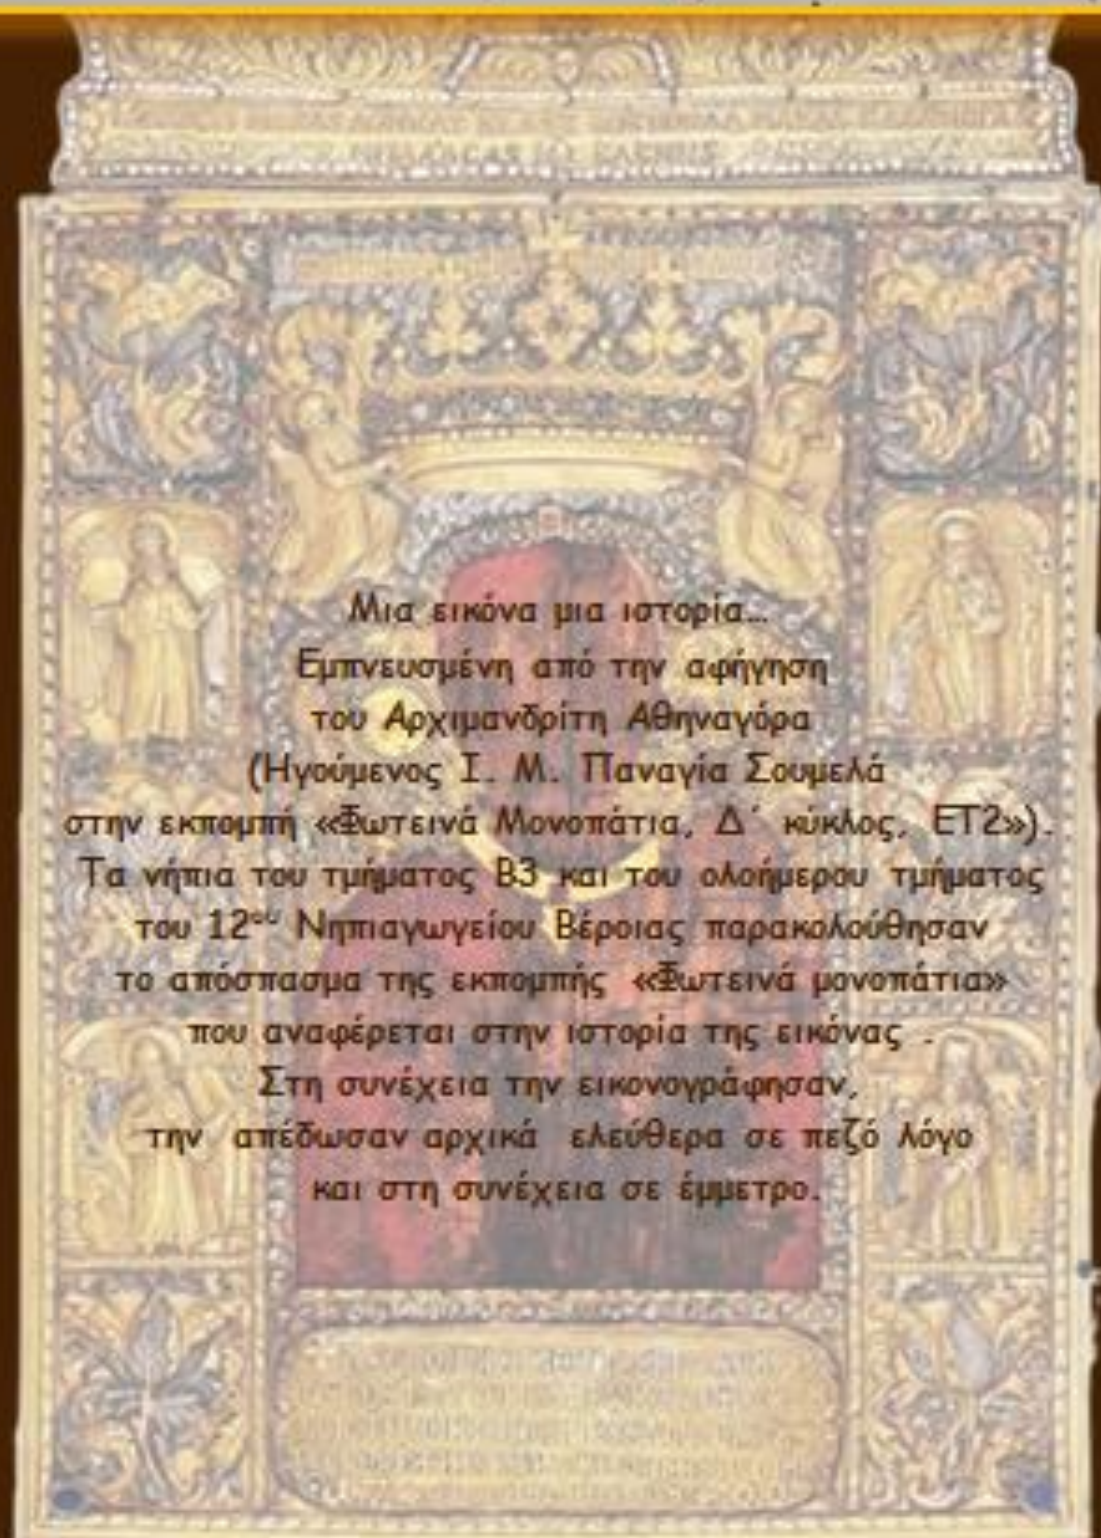 Μια εικόνα μια ιστορία...
Εμπνευσμένη από την αφήγηση
του Αρχιμανδρίτη Αθηναγόρα
(Ηγούμενος Ι. Μ. Παναγία Σουμελά
στην εκπομπή «Φωτεινά Μονοπάτια, Δ΄ κύκλος, ΕΤ2»).
Τα νήπια του τμήματος Β3 και του ολοήμερου τμήματος
του 12ου Νηπιαγωγείου Βέροιας παρακολούθησαν
το απόσπασμα της εκπομπής «Φωτεινά μονοπάτια»
που αναφέρεται στην ιστορία της εικόνας .
Στη συνέχεια την εικονογράφησαν,
την απέδωσαν αρχικά ελεύθερα σε πεζό λόγο
και στη συνέχεια σε έμμετρο.